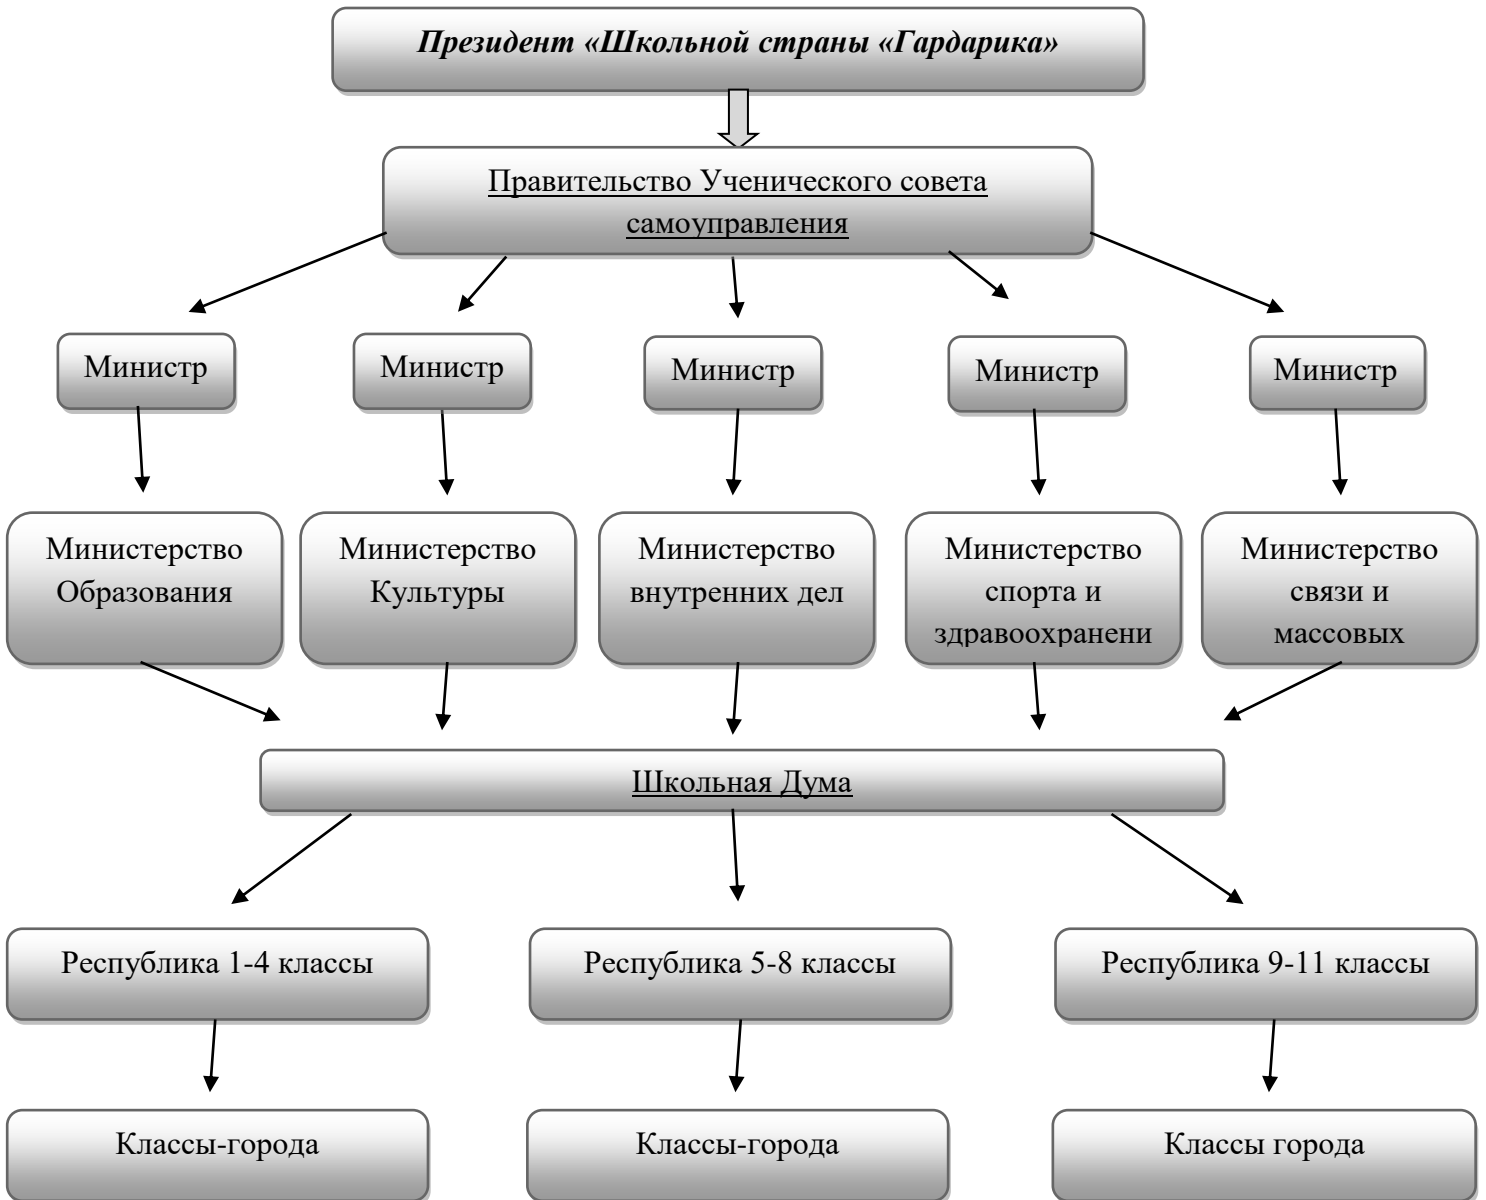 Президент «Школьной страны «Гардарика»
Правительство Ученического совета
самоуправления
Министр
Министр
Министр
Министр
Министр
Министерство
Образования
Министерство
Культуры
Министерство
внутренних дел
Министерство
спорта и
здравоохранени
Министерство
связи и
массовых
Школьная Дума
Республика 1-4 классы
Республика 5-8 классы
Республика 9-11 классы
Классы-города
Классы-города
Классы города